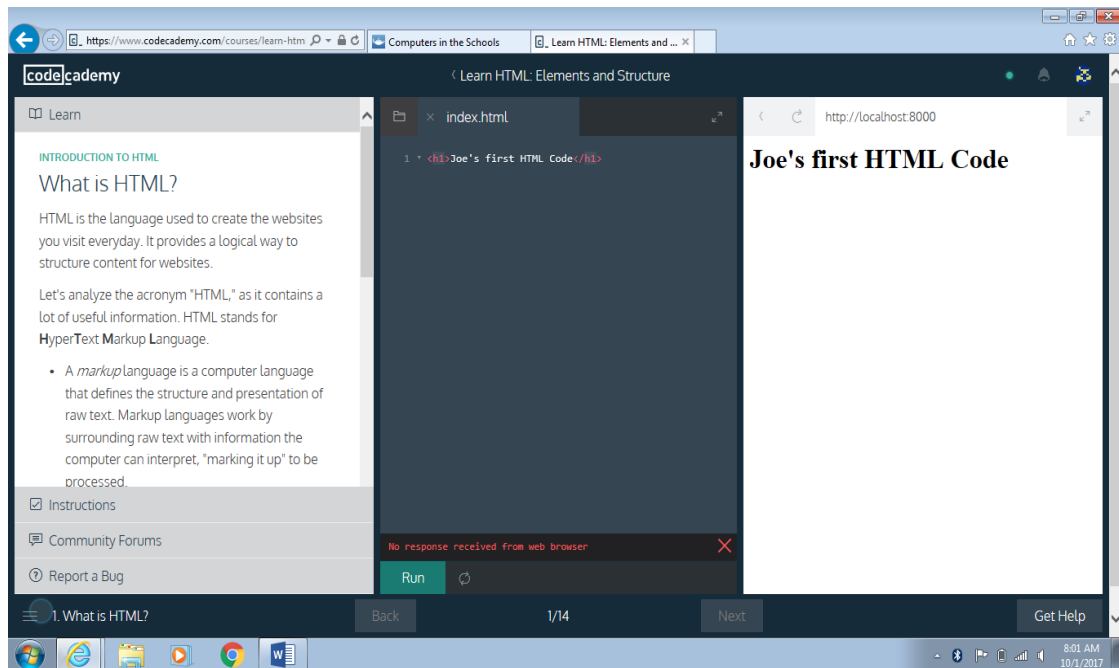 https://www.codecademy.com/courses/learn-htm
Computers in the Schools
Learn HTML: Elements and ...
codecademy
Learn HTML: Elements and Structure
Learn
INTRODUCTION TO HTML
What is HTML?
HTML is the language used to create the websites
you visit everyday. It provides a logical way to
structure content for websites.
Let's analyze the acronym "HTML," as it contains a
lot of useful information. HTML stands for
HyperText Markup Language.
• A markup language is a computer language
that defines the structure and presentation of
raw text. Markup languages work by
surrounding raw text with information the
computer can interpret, "marking it up" to be
processed.
Instructions
Community Forums
Report a Bug
index.html
1 <h1>Joe's first HTML Code</h1>
No response received from web browser
Run
http://localhost:8000
Joe's first HTML Code
1. What is HTML?
Back
1/14
Next
Get Help
8:01 AM
10/1/2017